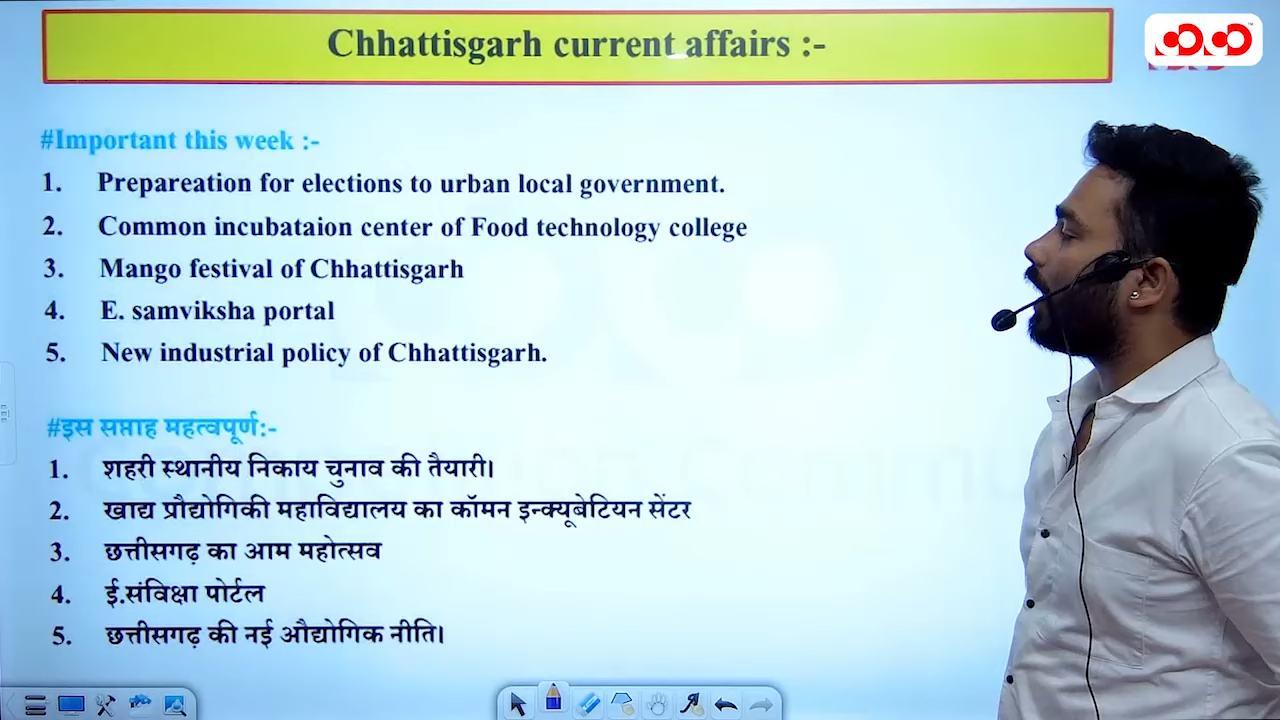 Chhattisgarh current affairs :-
#Important this week :-
1. Prepareation for elections to urban local government.
2. Common incubataion center of Food technology college
3. Mango festival of Chhattisgarh
4. E. samviksha portal
5. New industrial policy of Chhattisgarh.
#इस सप्ताह महत्वपूर्ण:-
1. शहरी स्थानीय निकाय चुनाव की तैयारी।
2. खाद्य प्रौद्योगिकी महाविद्यालय का कॉमन इन्क्यूबेटियन सेंटर
3. छत्तीसगढ़ का आम महोत्सव
4. ई.संविक्षा पोर्टल
5. छत्तीसगढ़ की नई औद्योगिक नीति।